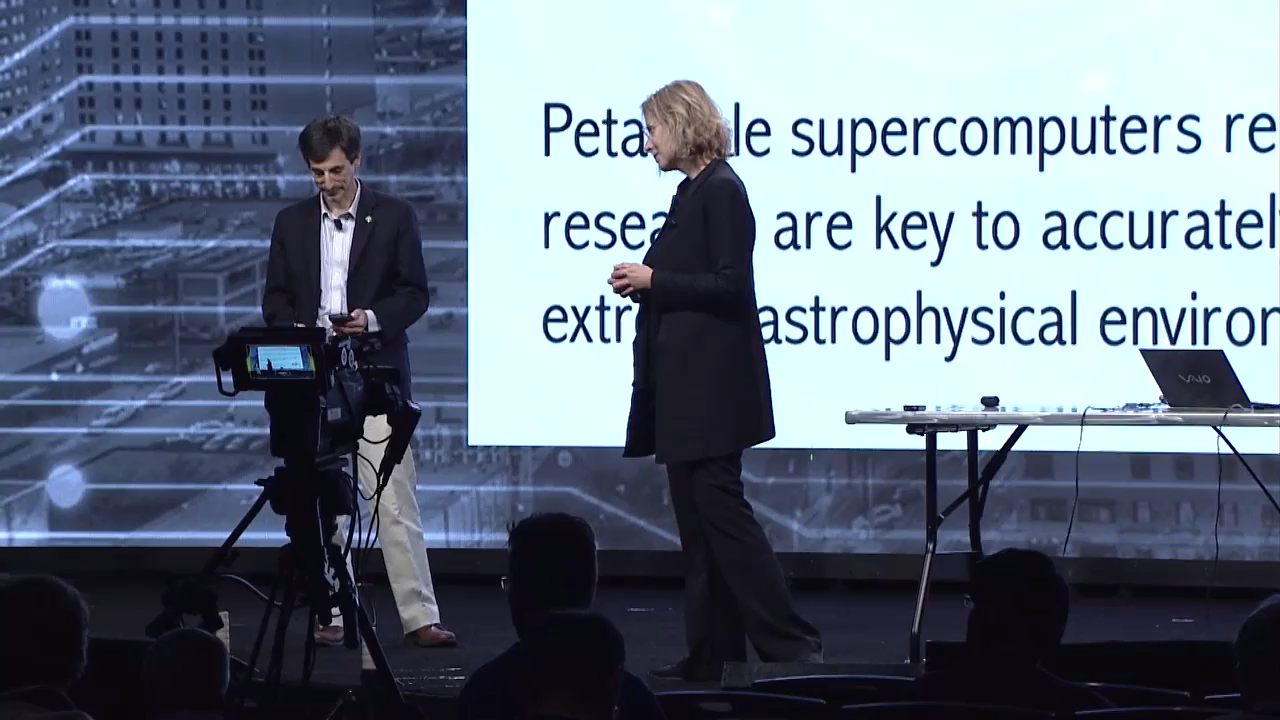 Peta le supercomputers re
resea are key to accuratel
extr astrophysical environ
VAIO